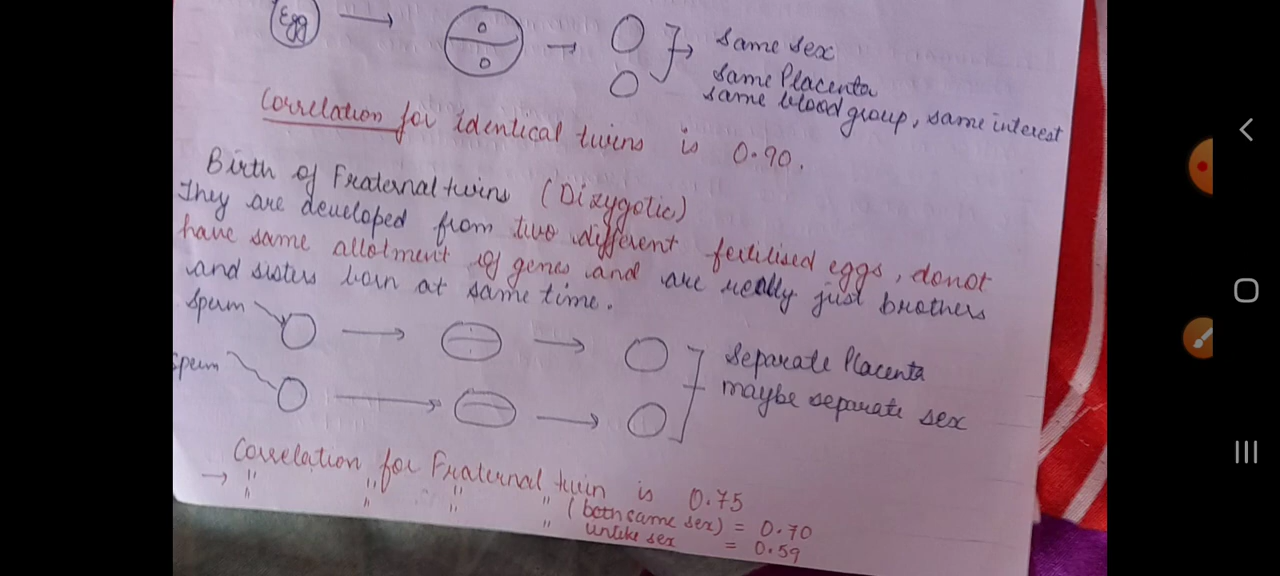 Egg
same sex
same Placenta
same blood group, same interest
Correlation for identical twins is 0.90.
Birth of Fraternal twins (Dizygotic)
They are developed from two different fertilised eggs, donot
have same allotment of genes and are really just brothers
and sisters born at same time.
Sperm
Sperm
Separate Placenta
maybe separate sex
Correlation for Fraternal twin is 0.75
→ " " " " (both same sex) = 0.70
" " " " unlike sex = 0.59